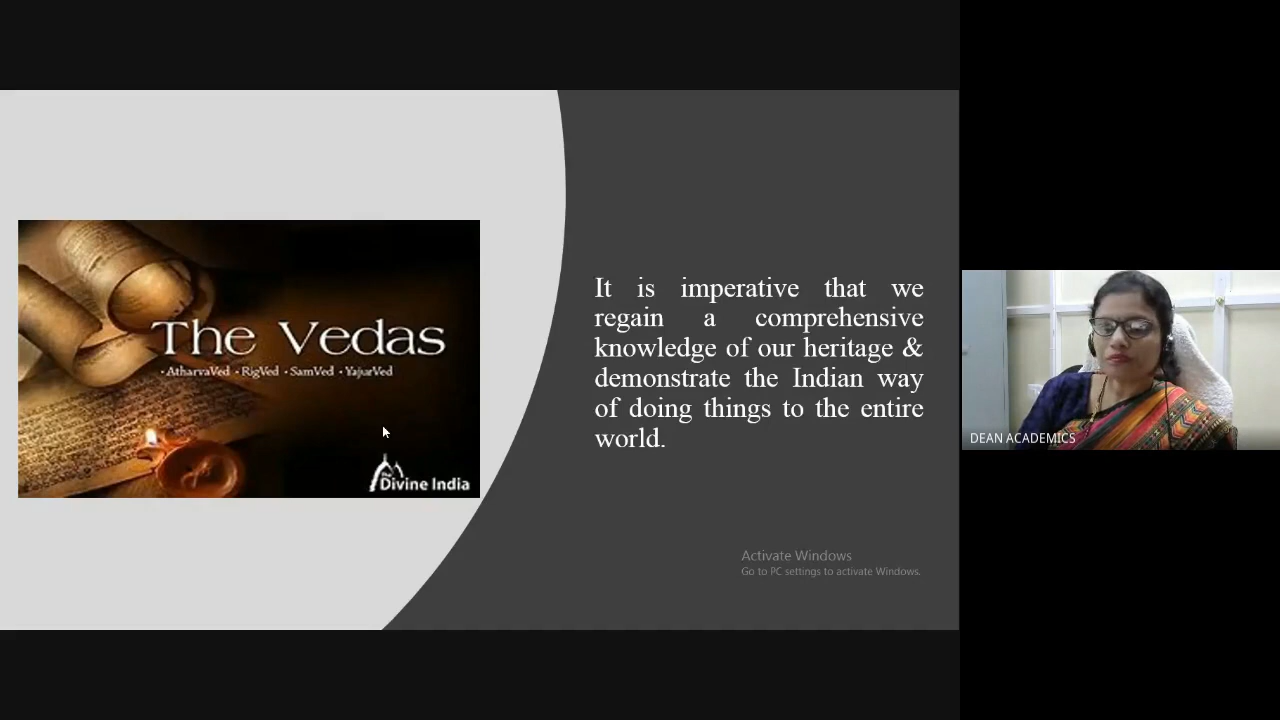 The Vedas
· AtharvaVed · RigVed · SamVed · YajurVed
The
Divine India
It is imperative that we
regain a comprehensive
knowledge of our heritage &
demonstrate the Indian way
of doing things to the entire
world.
Activate Windows
Go to PC settings to activate Windows.
DEAN ACADEMICS